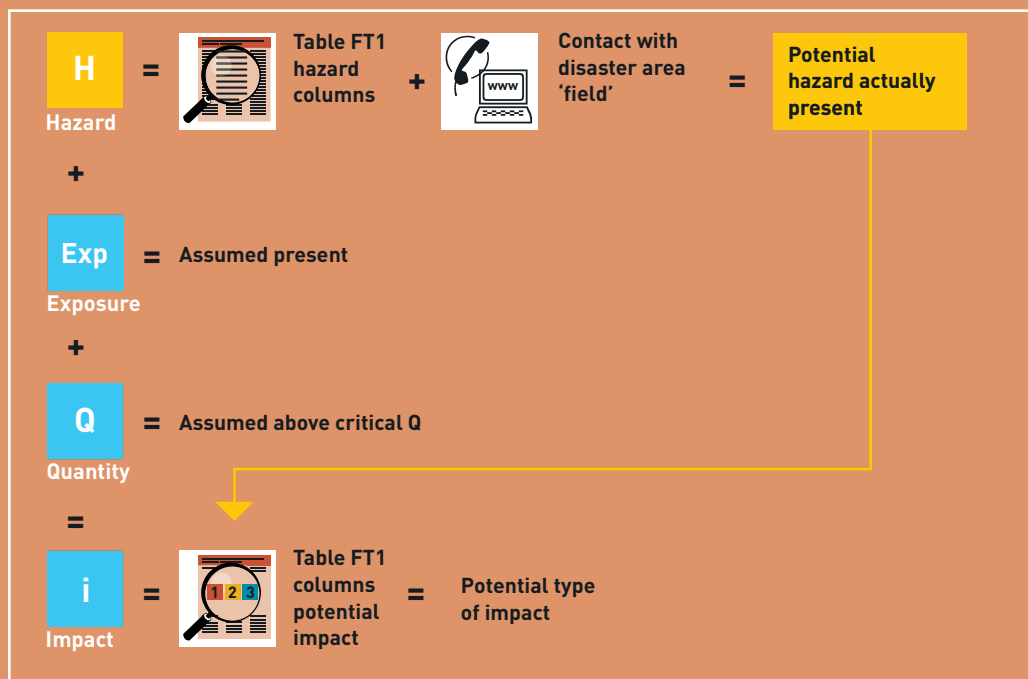 H
Hazard
=
Table FT1
hazard
columns
+
www
Contact with
disaster area
‘field’
=
Potential
hazard actually
present
+
Exp
Exposure
= Assumed present
+
Q
Quantity
= Assumed above critical Q
=
i
Impact
=
1 2 3
Table FT1
columns
potential
impact
=
Potential type
of impact